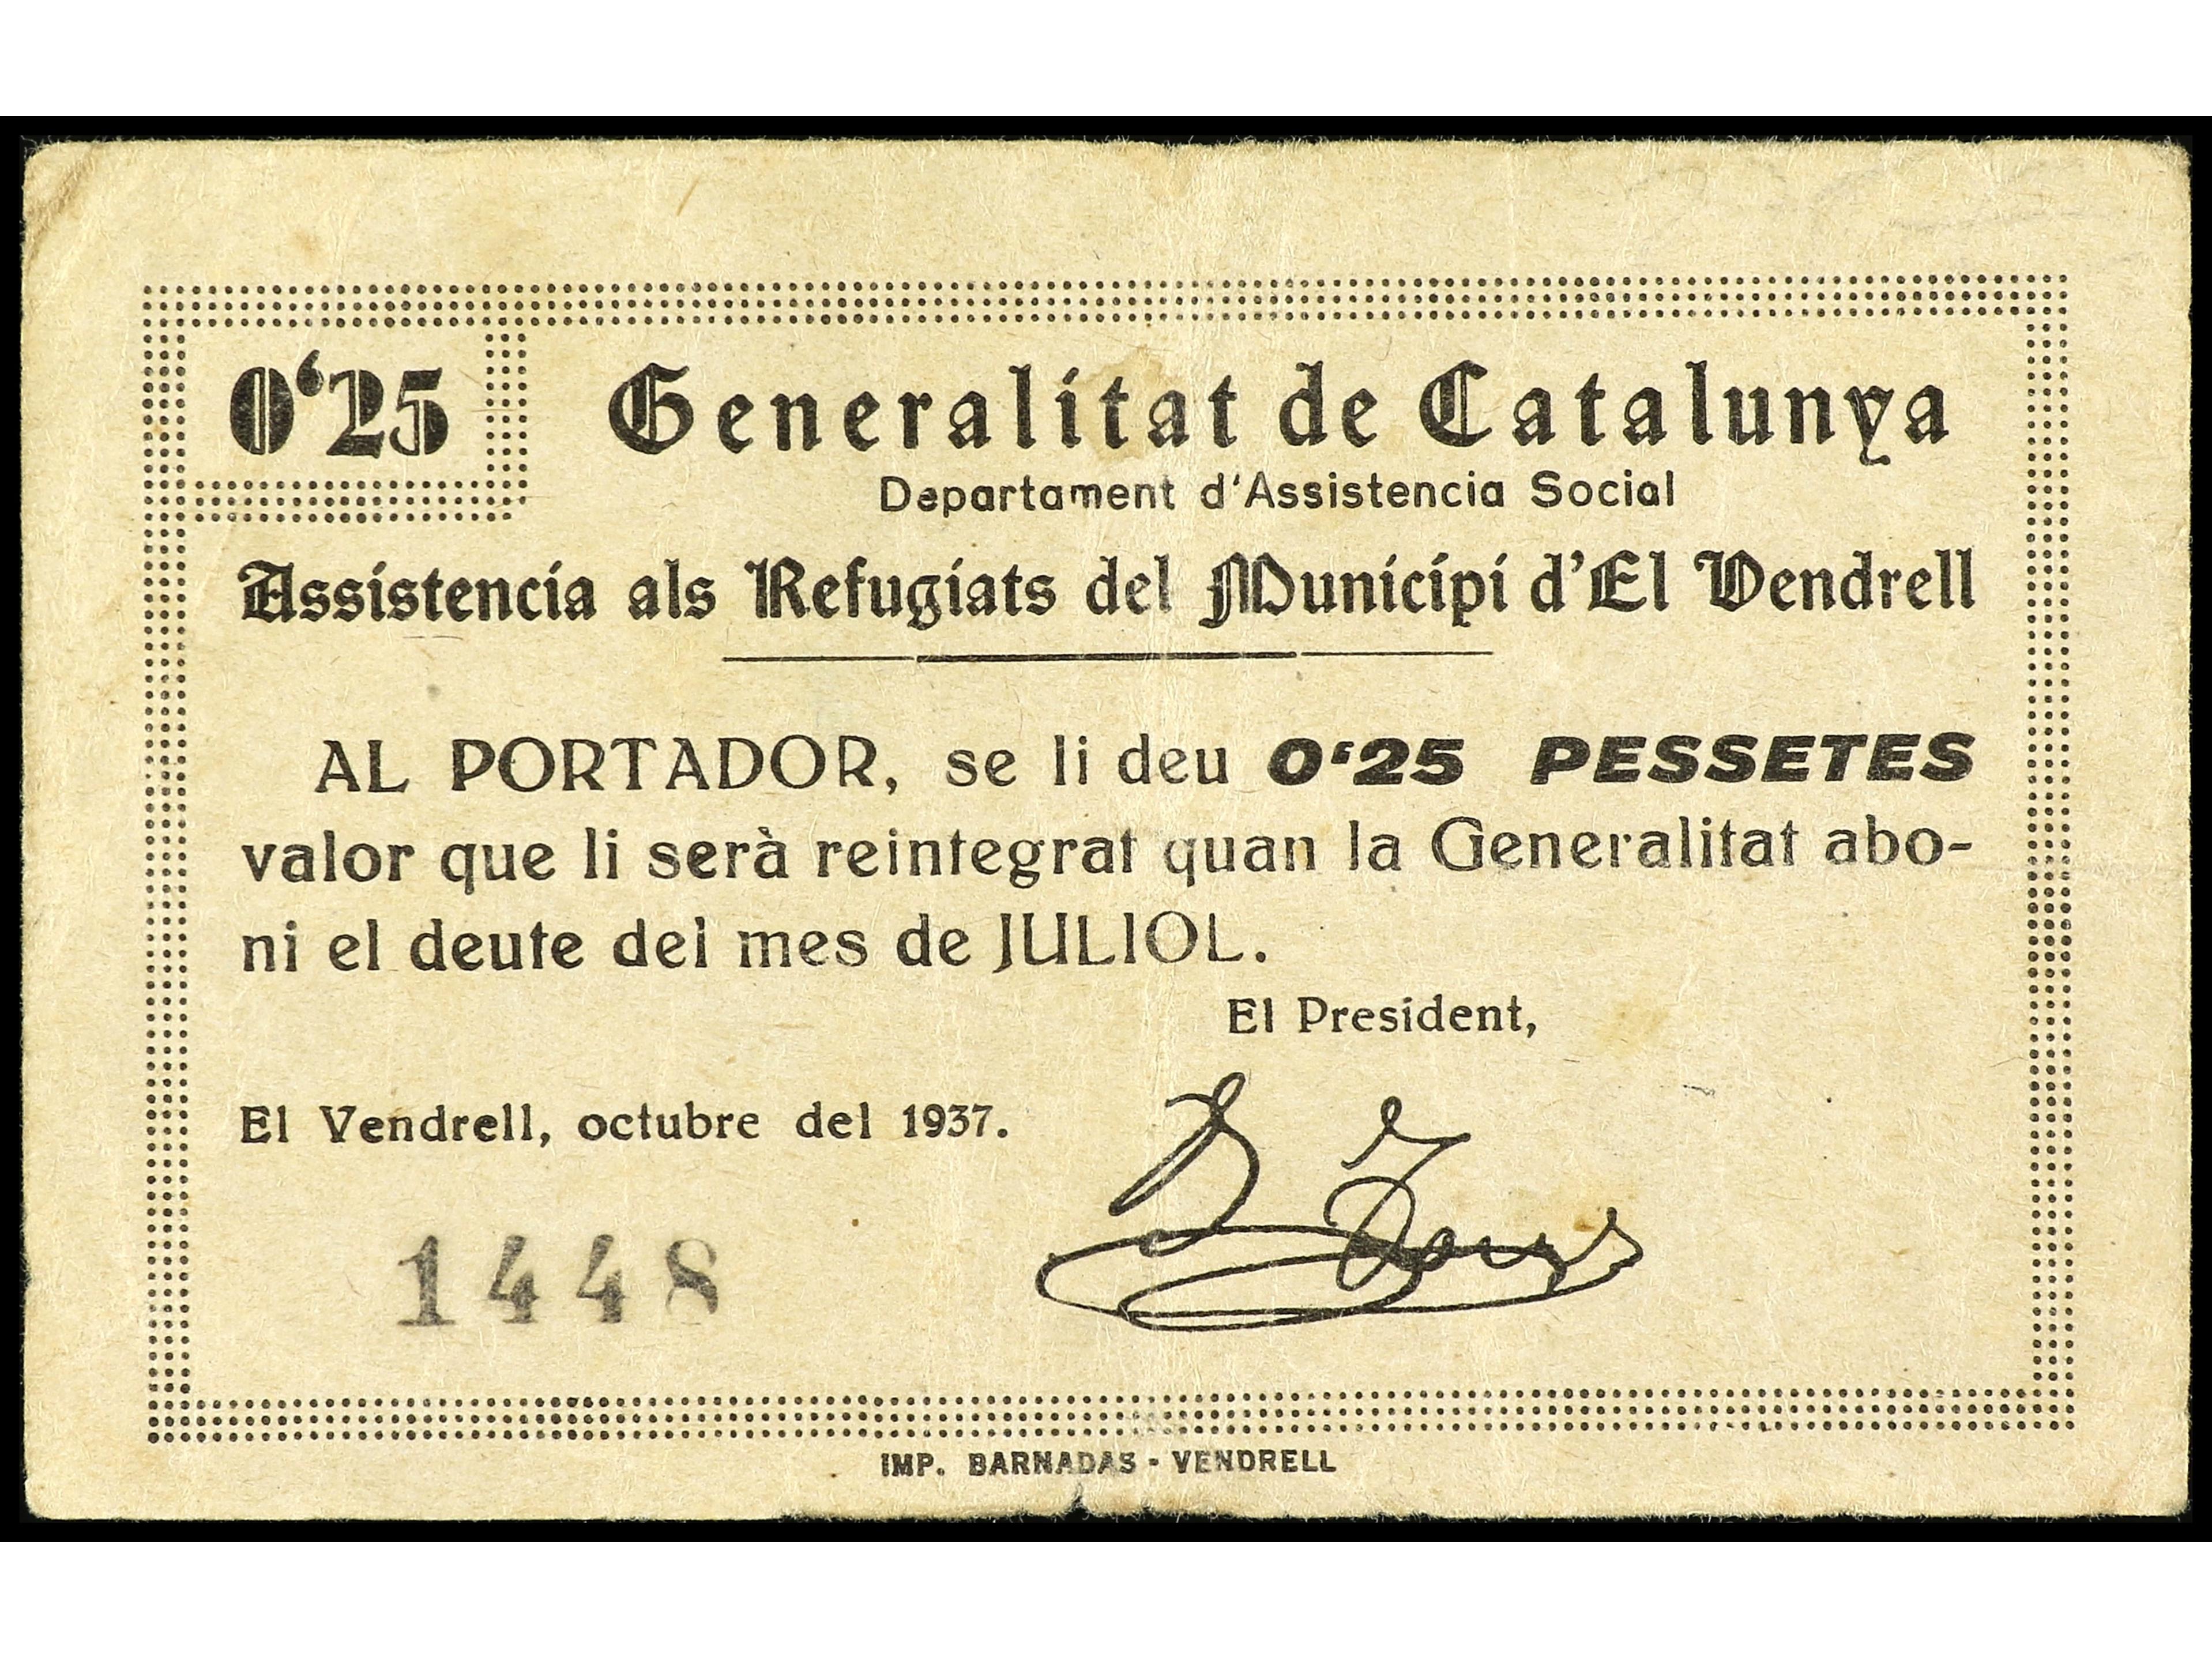 0‘25
Generalitat de Catalunya
Departament d'Assistencia Social
Assistencia als Refugiats del Municipi d'El Vendrell
AL PORTADOR, se li deu 0‘25 PESSETES
valor que li serà reintegrat quan la Generalitat abo-
ni el deute del mes de JULIOL.
El President,
El Vendrell, octubre del 1937.
1448
IMP. BARNADAS - VENDRELL